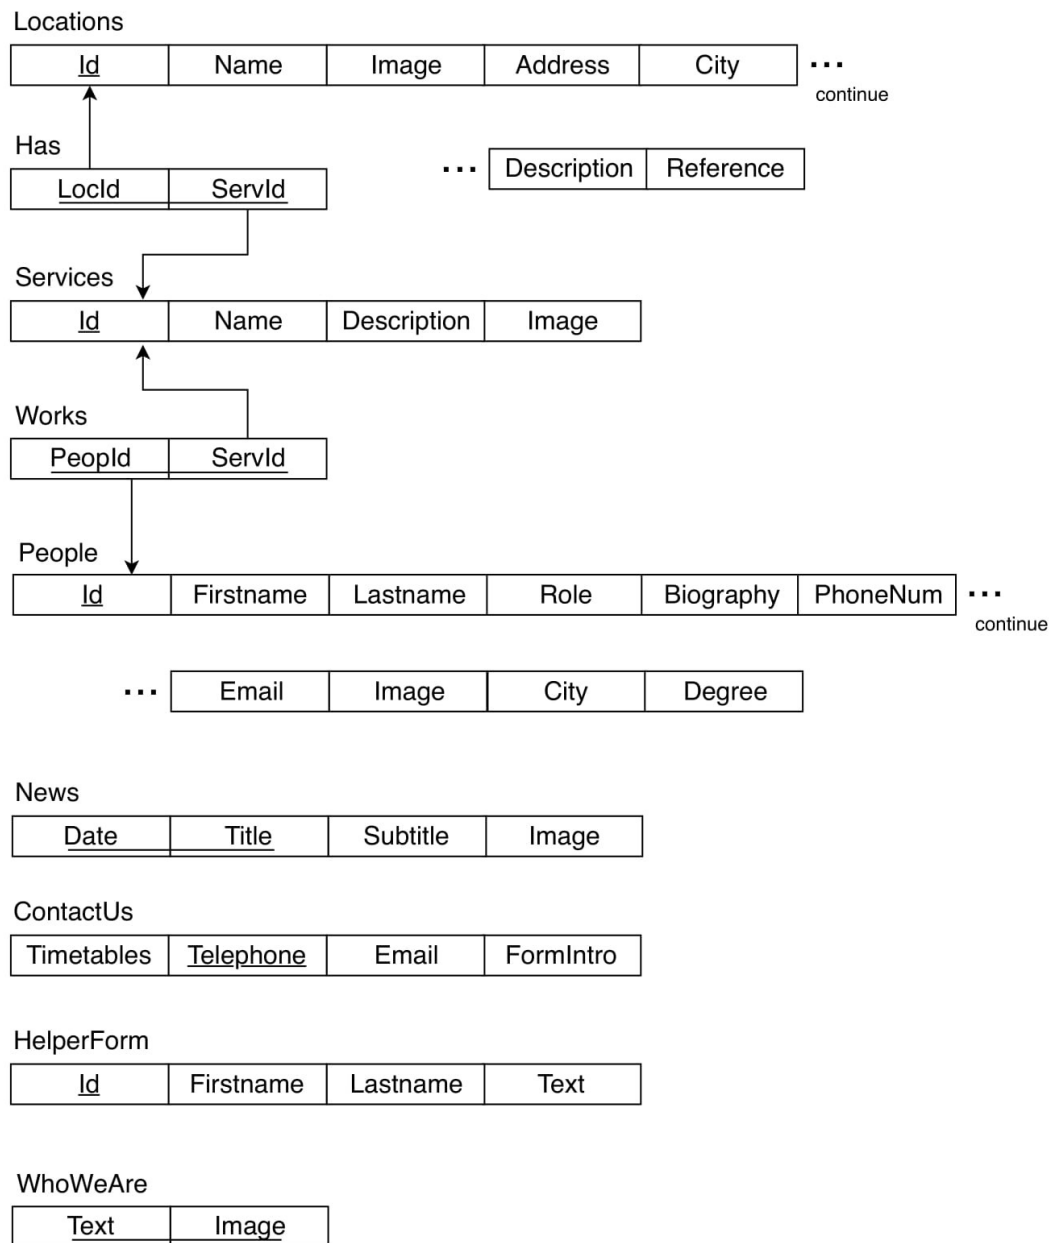 Locations
Id Name Image Address City ...
continue
Has
... Description Reference
LocId ServId
Services
Id Name Description Image
Works
PeopId ServId
People
Id Firstname Lastname Role Biography PhoneNum ...
continue
... Email Image City Degree
News
Date Title Subtitle Image
ContactUs
Timetables Telephone Email FormIntro
HelperForm
Id Firstname Lastname Text
WhoWeAre
Text Image